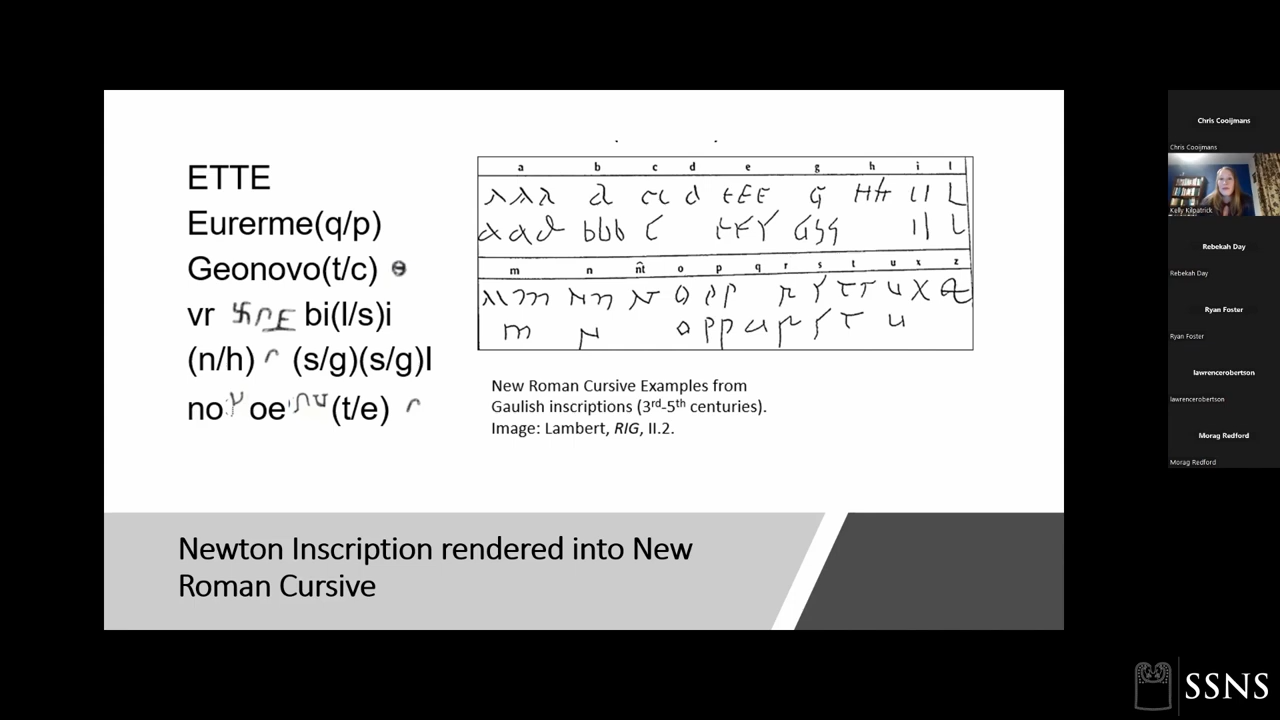 ETTE
Eurerme(q/p)
Geonovo(t/c)
vr bi(l/s)i
(n/h) (s/g)(s/g)l
no oe (t/e)
a b c d e g h i l
m n n̂t o p q r s t u x z
New Roman Cursive Examples from
Gaulish inscriptions (3rd-5th centuries).
Image: Lambert, RIG, II.2.
Newton Inscription rendered into New
Roman Cursive
Chris Cooijmans
Chris Cooijmans
Kelly Kilpatrick
Rebekah Day
Rebekah Day
Ryan Foster
Ryan Foster
lawrencerobertson
lawrencerobertson
Morag Redford
Morag Redford
SSNS